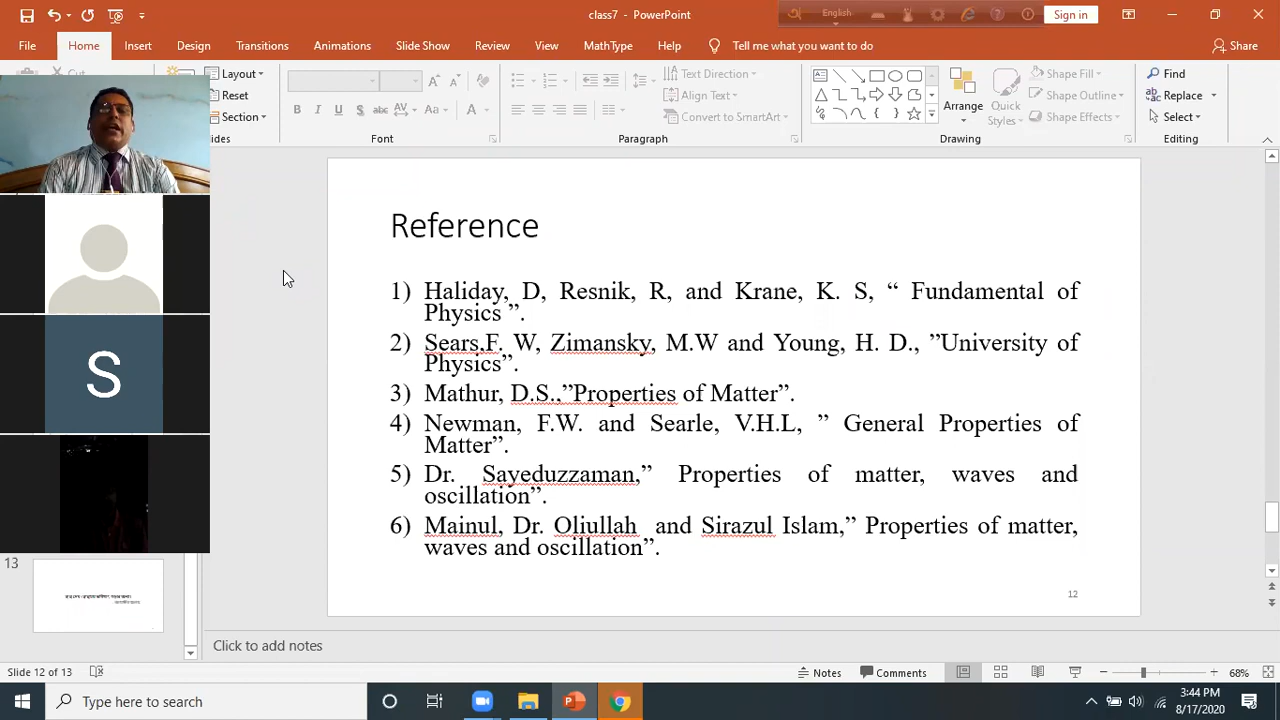 class7 - PowerPoint
English
Sign in
File Home Insert Design Transitions Animations Slide Show Review View MathType Help Tell me what you want to do Share
Cut Layout Text Direction Shape Fill Find
Reset Align Text Arrange Quick Styles Shape Outline Replace
Section Convert to SmartArt Shape Effects Select
Font Paragraph Drawing Editing
Reference
1) Haliday, D, Resnik, R, and Krane, K. S, “ Fundamental of
Physics ”.
2) Sears,F. W, Zimansky, M.W and Young, H. D., ”University of
Physics”.
3) Mathur, D.S.,”Properties of Matter”.
4) Newman, F.W. and Searle, V.H.L, ” General Properties of
Matter”.
5) Dr. Sayeduzzaman,” Properties of matter, waves and
oscillation”.
6) Mainul, Dr. Oliullah and Sirazul Islam,” Properties of matter,
waves and oscillation”.
12
S
13
Click to add notes
Slide 12 of 13 Notes Comments 68%
Type here to search
3:44 PM
8/17/2020